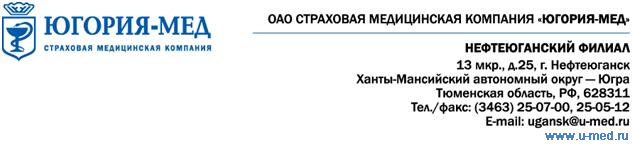 ЮГОРИЯ-МЕД
СТРАХОВАЯ МЕДИЦИНСКАЯ КОМПАНИЯ
ОАО СТРАХОВАЯ МЕДИЦИНСКАЯ КОМПАНИЯ «ЮГОРИЯ-МЕД»
НЕФТЕЮГАНСКИЙ ФИЛИАЛ
13 мкр., д.25, г. Нефтеюганск
Ханты-Мансийский автономный округ — Югра
Тюменская область, РФ, 628311
Тел./факс: (3463) 25-07-00, 25-05-12
E-mail: ugansk@u-med.ru
www.u-med.ru